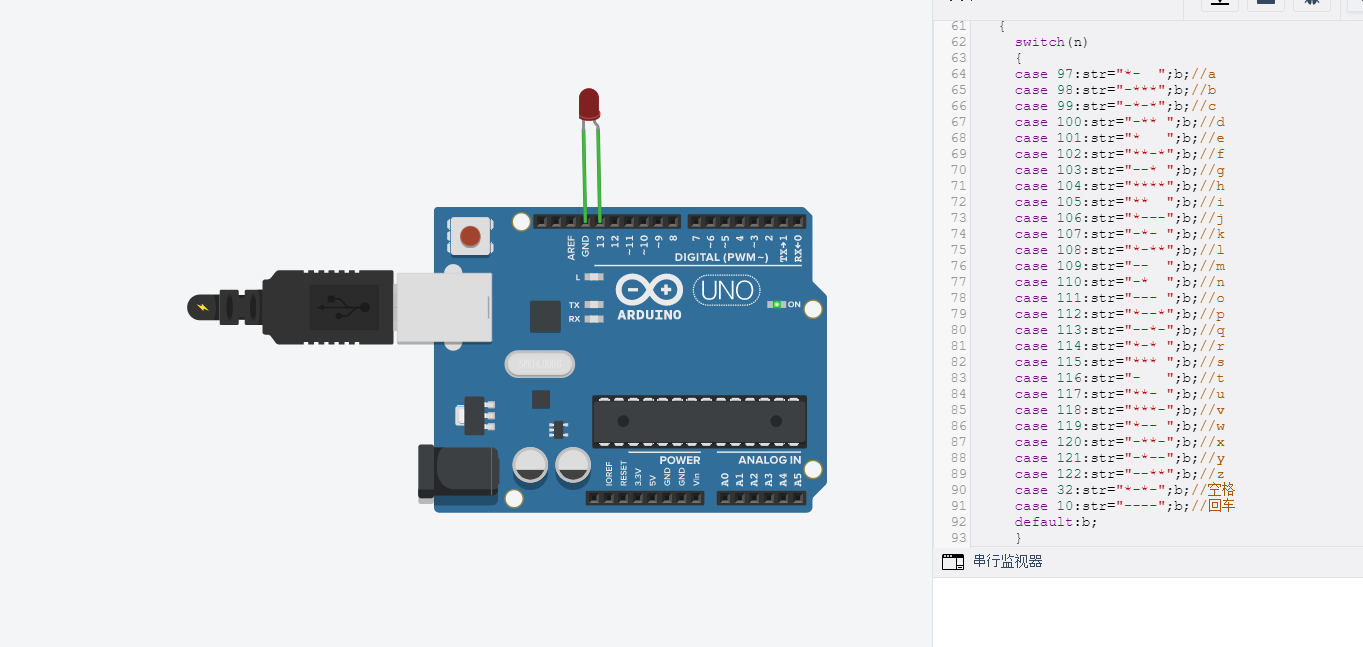 AREF
GND
13
12
~11
~10
~9
8
7
~6
~5
4
~3
2
TX→1
RX←0
DIGITAL (PWM~)
L
TX
RX
ARDUINO
UNO
ON
POWER
ANALOG IN
IOREF
RESET
3.3V
5V
GND
GND
Vin
A0
A1
A2
A3
A4
A5
61 {
62 switch(n)
63 {
64 case 97:str="*-  ";b;//a
65 case 98:str="-***";b;//b
66 case 99:str="-*-*";b;//c
67 case 100:str="-** ";b;//d
68 case 101:str="*   ";b;//e
69 case 102:str="**-*";b;//f
70 case 103:str="--* ";b;//g
71 case 104:str="****";b;//h
72 case 105:str="**  ";b;//i
73 case 106:str="*---";b;//j
74 case 107:str="-*- ";b;//k
75 case 108:str="*-**";b;//l
76 case 109:str="--  ";b;//m
77 case 110:str="-*  ";b;//n
78 case 111:str="--- ";b;//o
79 case 112:str="*--*";b;//p
80 case 113:str="--*-";b;//q
81 case 114:str="*-* ";b;//r
82 case 115:str="*** ";b;//s
83 case 116:str="-   ";b;//t
84 case 117:str="**- ";b;//u
85 case 118:str="***-";b;//v
86 case 119:str="*-- ";b;//w
87 case 120:str="-**-";b;//x
88 case 121:str="-*--";b;//y
89 case 122:str="--**";b;//z
90 case 32:str="*-*-";b;//空格
91 case 10:str="----";b;//回车
92 default:b;
93 }
串行监视器